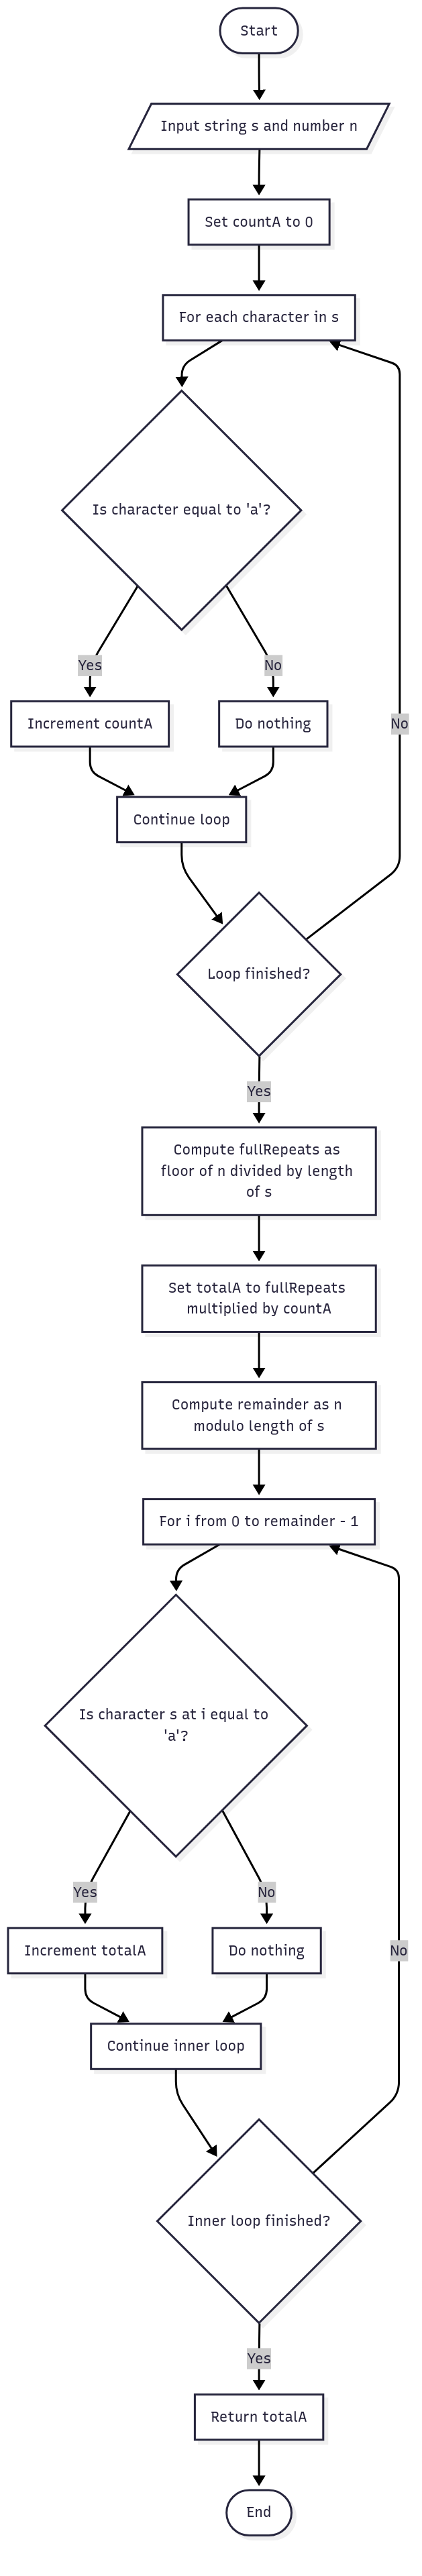 Start
Input string s and number n
Set countA to 0
For each character in s
Is character equal to 'a'?
Yes
No
Increment countA
Do nothing
No
Continue loop
Loop finished?
Yes
Compute fullRepeats as
floor of n divided by length
of s
Set totalA to fullRepeats
multiplied by countA
Compute remainder as n
modulo length of s
For i from 0 to remainder - 1
Is character s at i equal to
'a'?
Yes
No
Increment totalA
Do nothing
No
Continue inner loop
Inner loop finished?
Yes
Return totalA
End